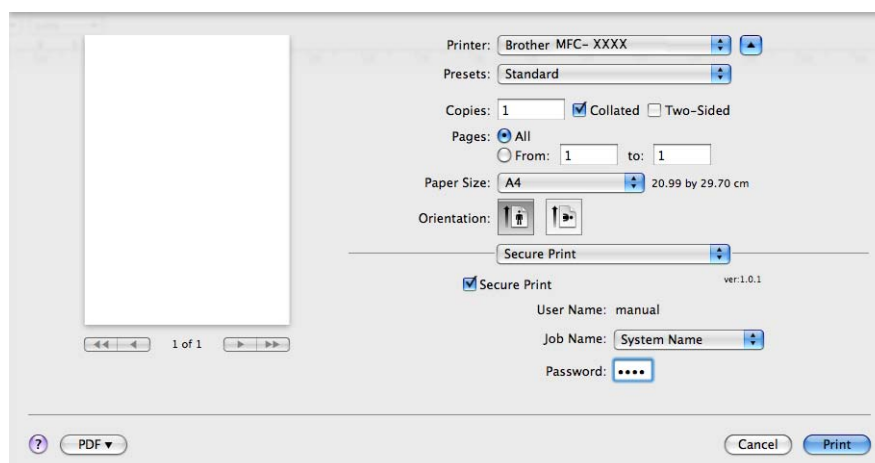 Printer: Brother MFC- XXXX
Presets: Standard
Copies: 1 Collated Two-Sided
Pages: All
From: 1 to: 1
Paper Size: A4 20.99 by 29.70 cm
Orientation:
Secure Print
Secure Print ver:1.0.1
User Name: manual
Job Name: System Name
Password: ••••
1 of 1
? PDF Cancel Print